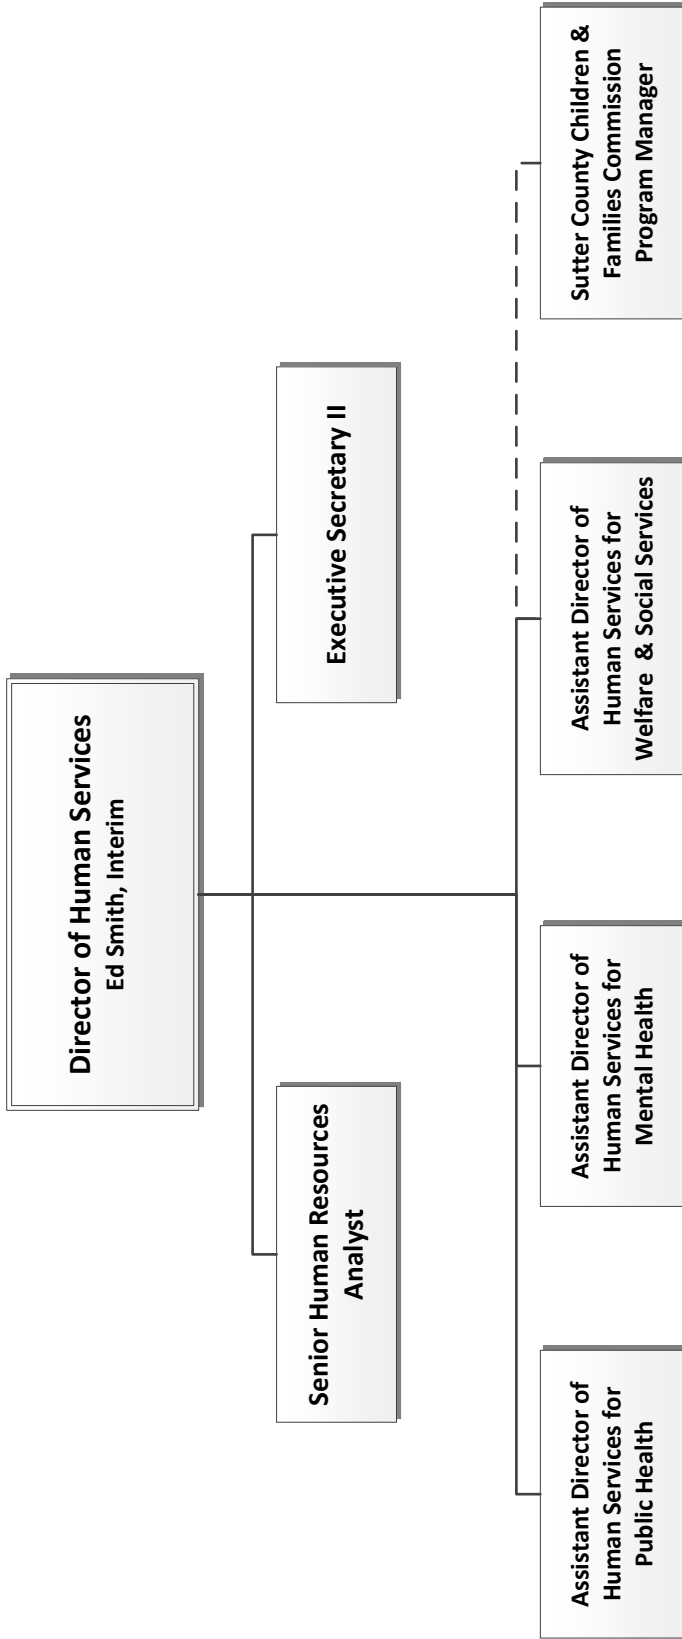 Director of Human Services
Ed Smith, Interim
Senior Human Resources
Analyst
Executive Secretary II
Assistant Director of
Human Services for
Public Health
Assistant Director of
Human Services for
Mental Health
Assistant Director of
Human Services for
Welfare & Social Services
Sutter County Children &
Families Commission
Program Manager